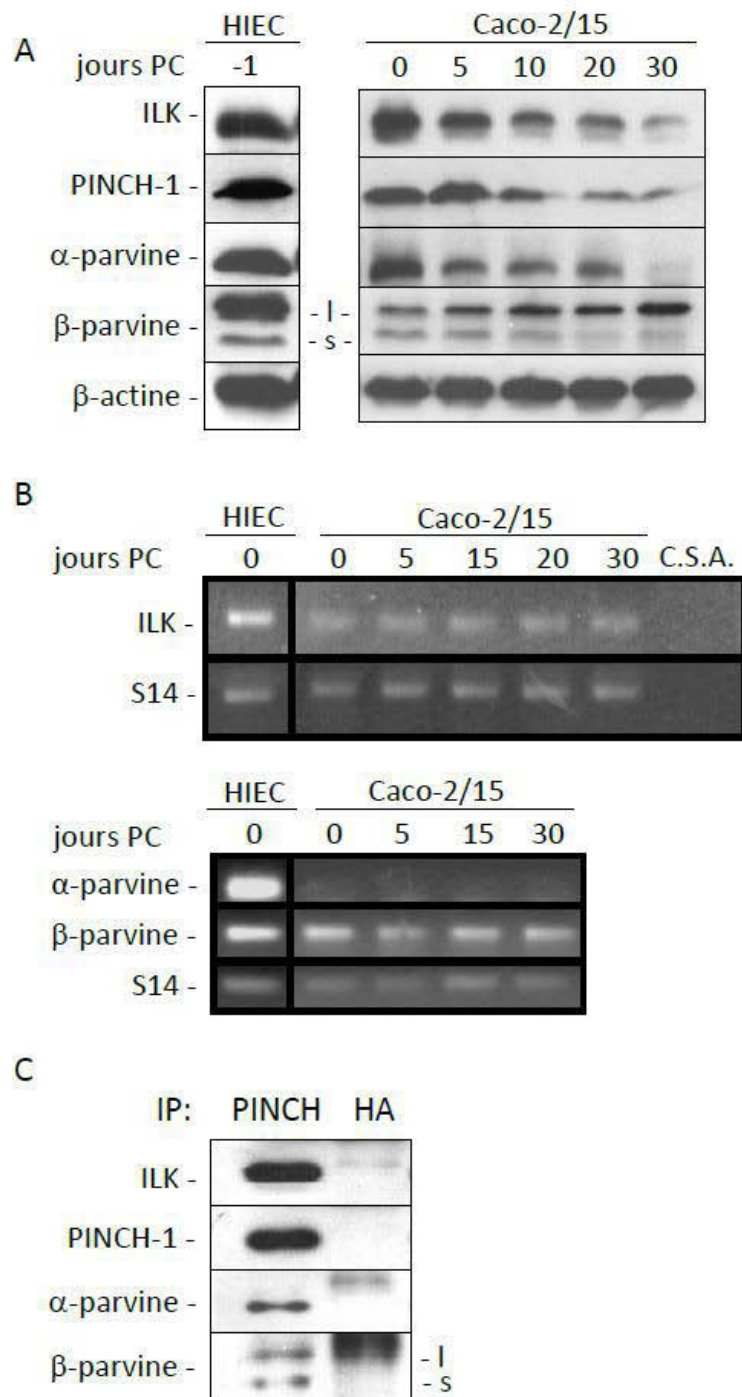 A
HIEC Caco-2/15
jours PC -1 0 5 10 20 30
ILK -
PINCH-1 -
α-parvine -
β-parvine - - l -
- s -
β-actine -
B
HIEC Caco-2/15
jours PC 0 0 5 15 20 30 C.S.A.
ILK -
S14 -
HIEC Caco-2/15
jours PC 0 0 5 15 30
α-parvine -
β-parvine -
S14 -
C
IP: PINCH HA
ILK -
PINCH-1 -
α-parvine -
β-parvine - - l
- s